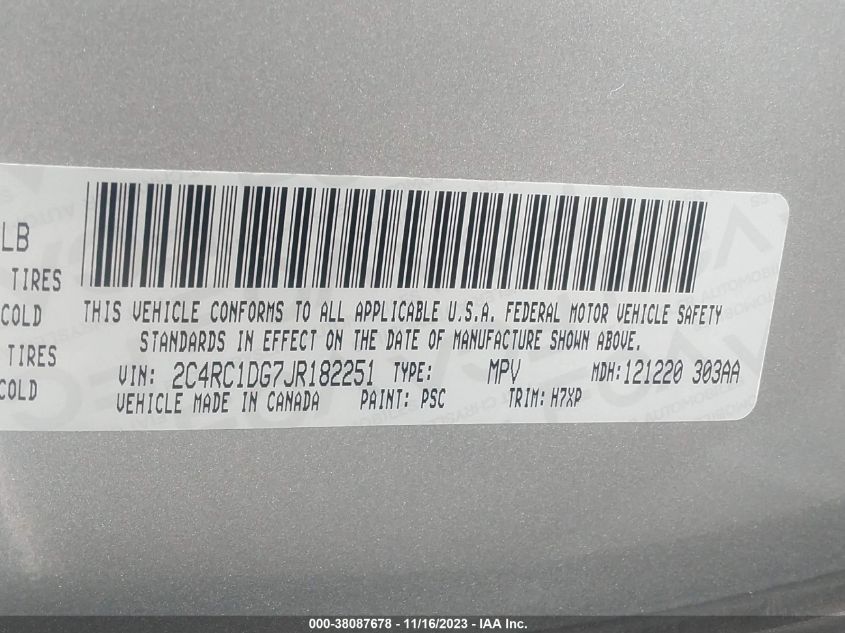 LB
TIRES
COLD
TIRES
COLD
THIS VEHICLE CONFORMS TO ALL APPLICABLE U.S.A. FEDERAL MOTOR VEHICLE SAFETY
STANDARDS IN EFFECT ON THE DATE OF MANUFACTURE SHOWN ABOVE.
VIN: 2C4RC1DG7JR182251 TYPE: MPV MDH:121220 303AA
VEHICLE MADE IN CANADA PAINT: PSC TRIM: H7XP
000-38087678 - 11/16/2023 - IAA Inc.